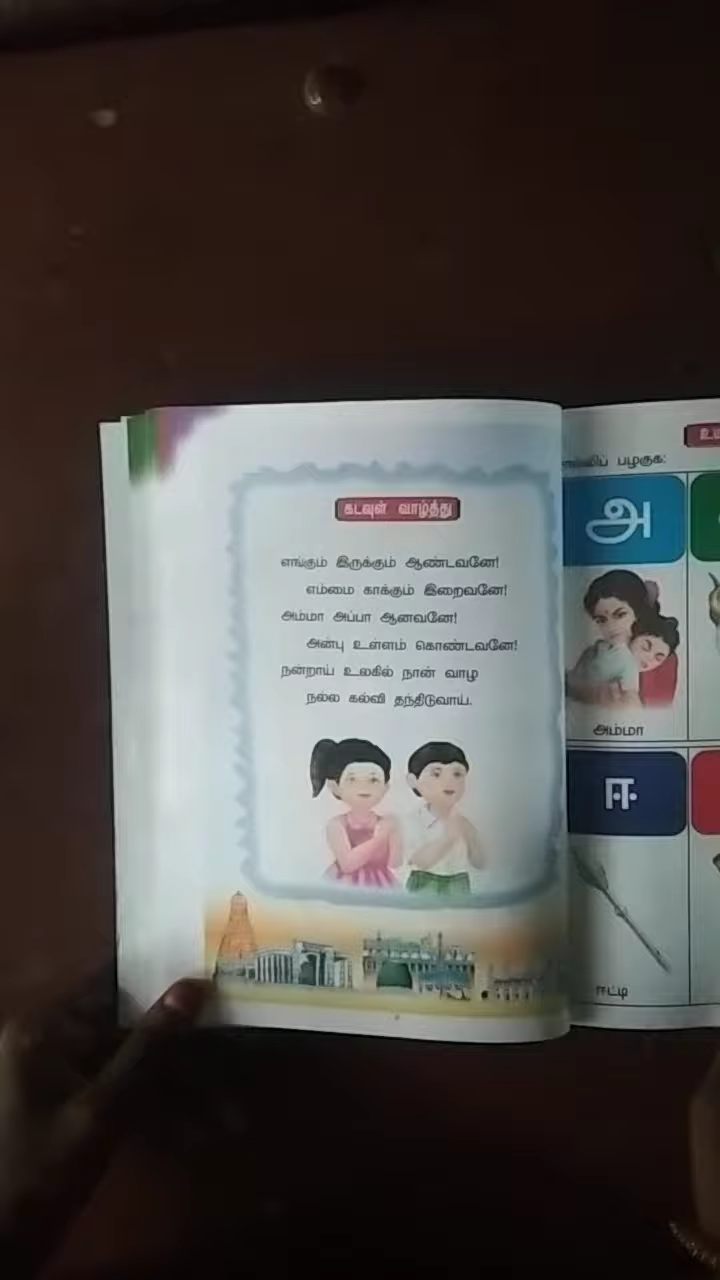 கடவுள் வாழ்த்து
எங்கும் இருக்கும் ஆண்டவனே!
எம்மை காக்கும் இறைவனே!
அம்மா அப்பா ஆனவனே!
அன்பு உள்ளம் கொண்டவனே!
நன்றாய் உலகில் நான் வாழ
நல்ல கல்வி தந்திடுவாய்.
பழகுக:
அ
அம்மா
ஈ
ஈட்டி